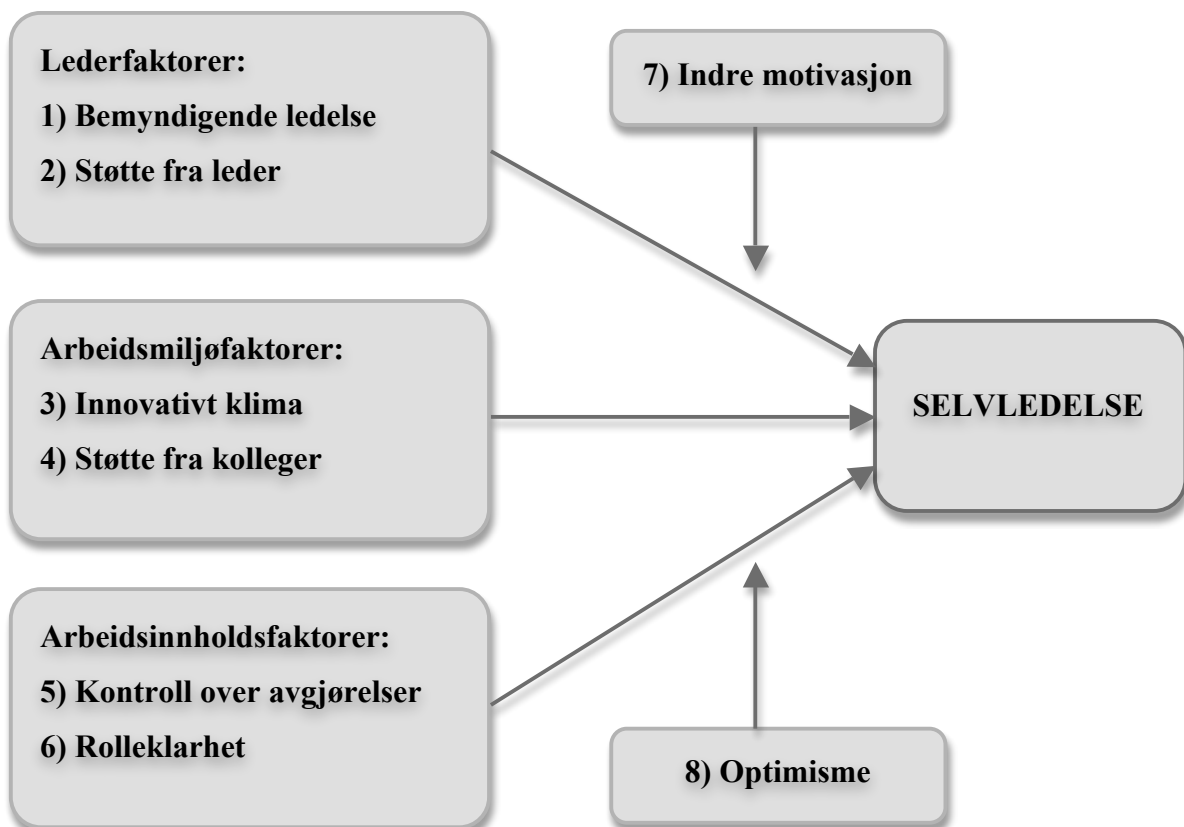 Lederfaktorer:
1) Bemyndigende ledelse
2) Støtte fra leder
7) Indre motivasjon
Arbeidsmiljøfaktorer:
3) Innovativt klima
4) Støtte fra kolleger
SELVLEDELSE
Arbeidsinnholdsfaktorer:
5) Kontroll over avgjørelser
6) Rolleklarhet
8) Optimisme